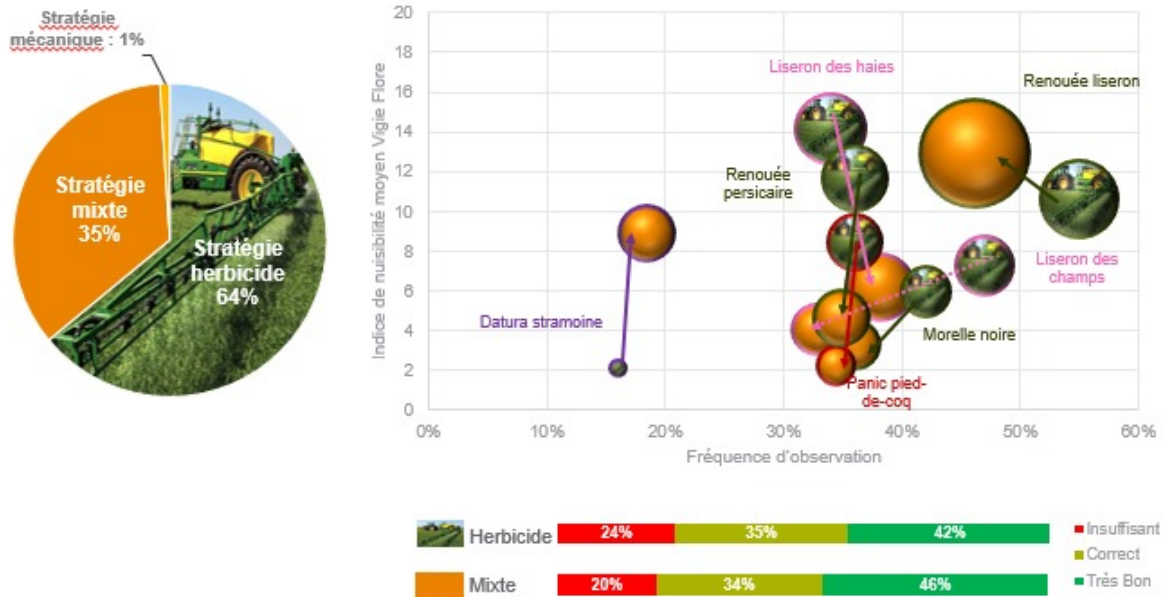 Stratégie
mécanique : 1%
Stratégie
mixte
35%
Stratégie
herbicide
64%
Indice de nuisibilité moyen Vigie Flore
20
18
16
14
12
10
8
6
4
2
0
Liseron des haies
Renouée liseron
Renouée
persicaire
Liseron des
champs
Datura stramoine
Morelle noire
Panic pied-
de-coq
0%
10%
20%
30%
40%
50%
60%
Fréquence d'observation
Herbicide
24%
35%
42%
Mixte
20%
34%
46%
Insuffisant
Correct
Très Bon